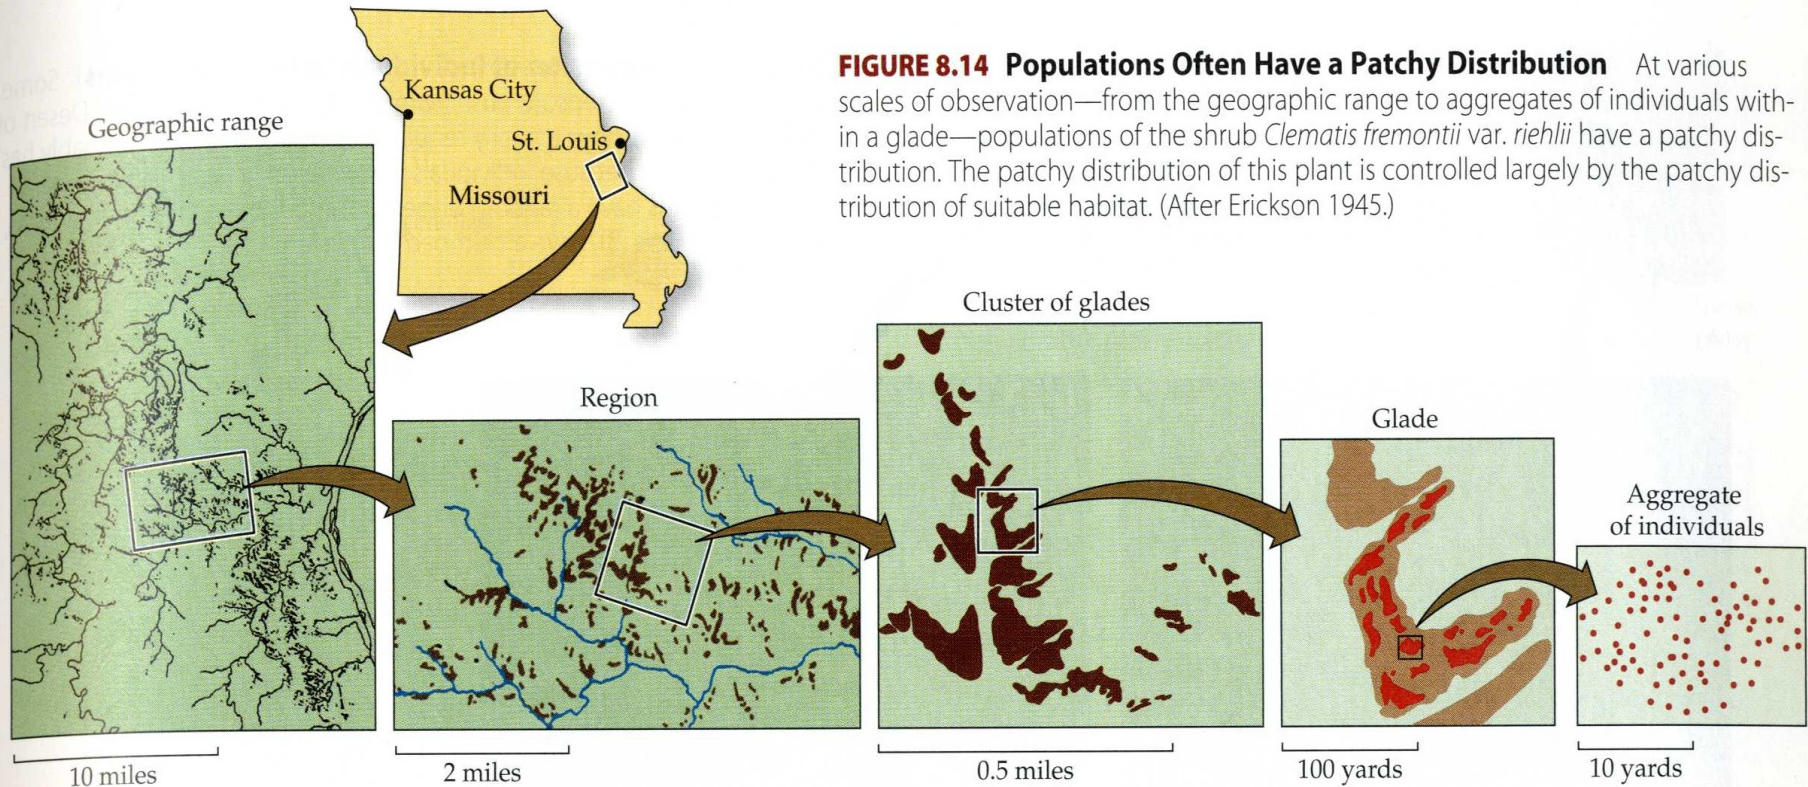 FIGURE 8.14 Populations Often Have a Patchy Distribution At various
scales of observation—from the geographic range to aggregates of individuals with-
in a glade—populations of the shrub Clematis fremontii var. riehlii have a patchy dis-
tribution. The patchy distribution of this plant is controlled largely by the patchy dis-
tribution of suitable habitat. (After Erickson 1945.)
Kansas City
St. Louis
Missouri
Geographic range
10 miles
Region
2 miles
Cluster of glades
0.5 miles
Glade
100 yards
Aggregate
of individuals
10 yards